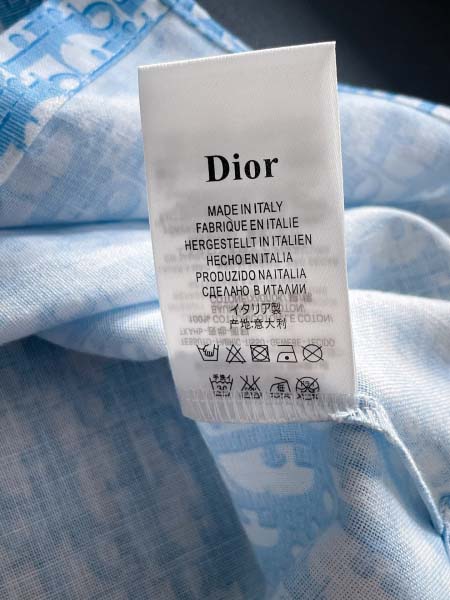 Dior
MADE IN ITALY
FABRIQUE EN ITALIE
HERGESTELLT IN ITALIEN
HECHO EN ITALIA
PRODUZIDO NA ITALIA
СДЕЛАНО В ИТАЛИИ
イタリア製
产地:意大利